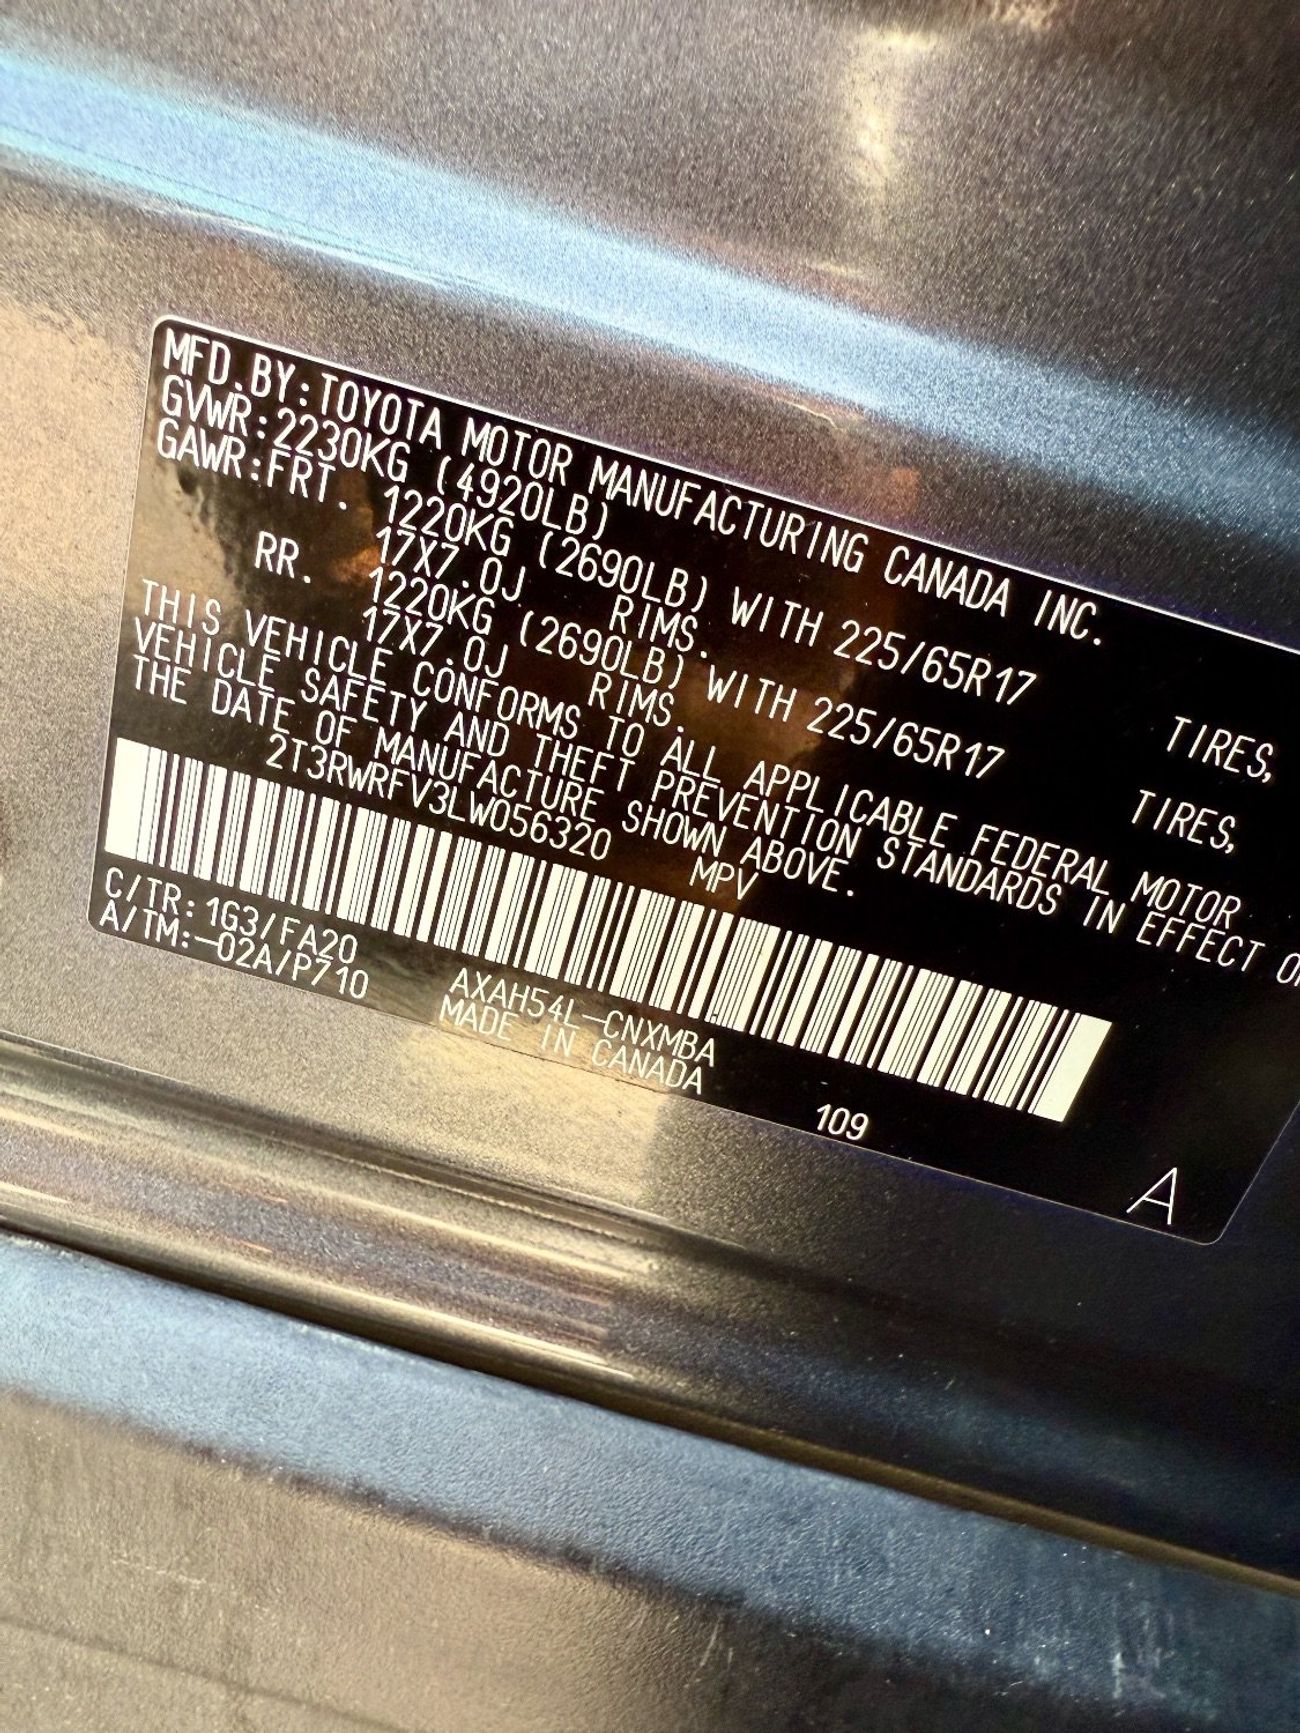 MFD.BY:TOYOTA MOTOR MANUFACTURING CANADA INC.
GVWR:2230KG (4920LB)
GAWR:FRT. 1220KG (2690LB) WITH 225/65R17 TIRES,
17X7.0J RIMS.
RR. 1220KG (2690LB) WITH 225/65R17 TIRES,
17X7.0J RIMS.
THIS VEHICLE CONFORMS TO ALL APPLICABLE FEDERAL MOTOR
VEHICLE SAFETY AND THEFT PREVENTION STANDARDS IN EFFECT
THE DATE OF MANUFACTURE SHOWN ABOVE.
2T3RWRFV3LW056320 MPV
C/TR:1G3/FA20 AXAH54L-CNXMBA
A/TM:-02A/P710 MADE IN CANADA
109
A